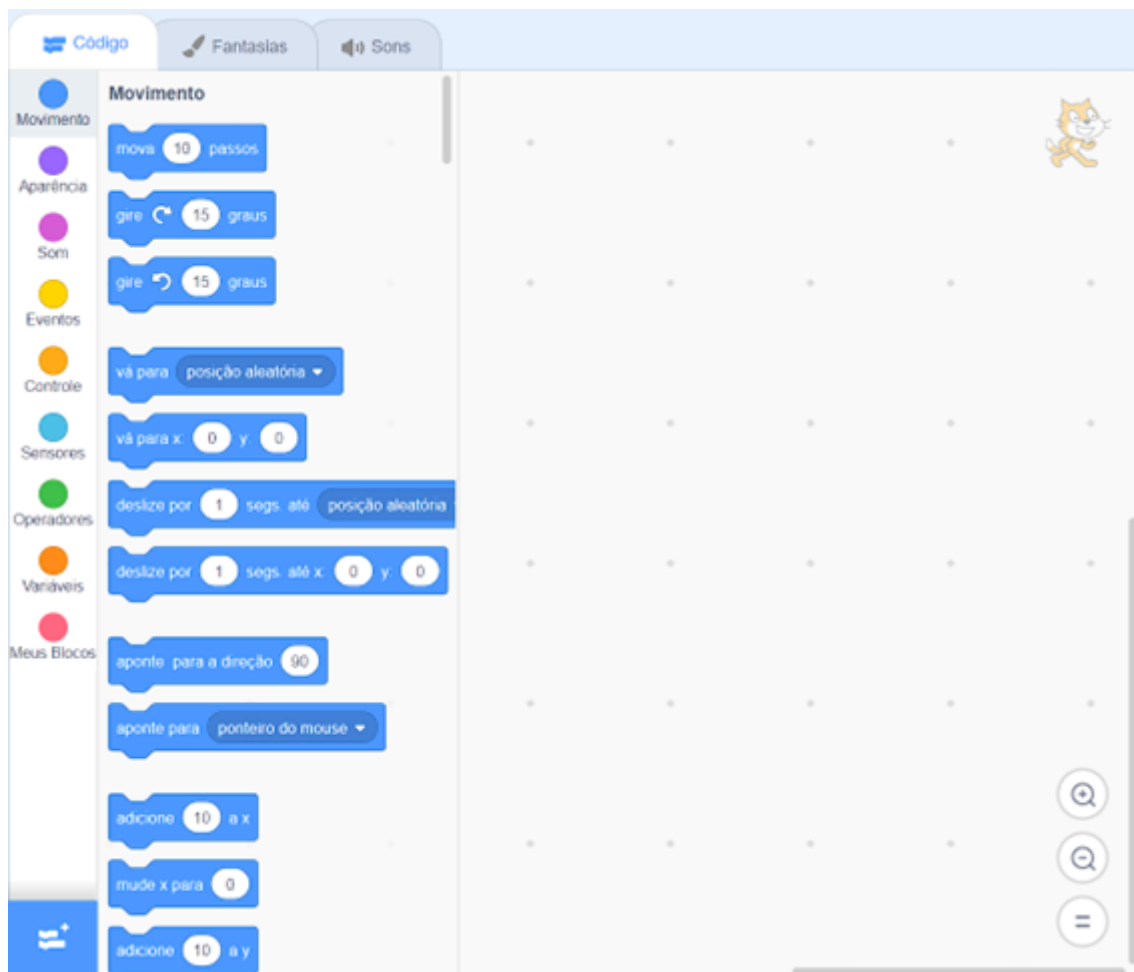 Código Fantasias Sons
Movimento
Aparência
Som
Eventos
Controle
Sensores
Operadores
Variáveis
Meus Blocos
Movimento
mova 10 passos
gire 15 graus
gire 15 graus
vá para posição aleatória
vá para x: 0 y: 0
deslize por 1 segs. até posição aleatória
deslize por 1 segs. até x: 0 y: 0
aponte para a direção 90
aponte para ponteiro do mouse
adicione 10 a x
mude x para 0
adicione 10 a y